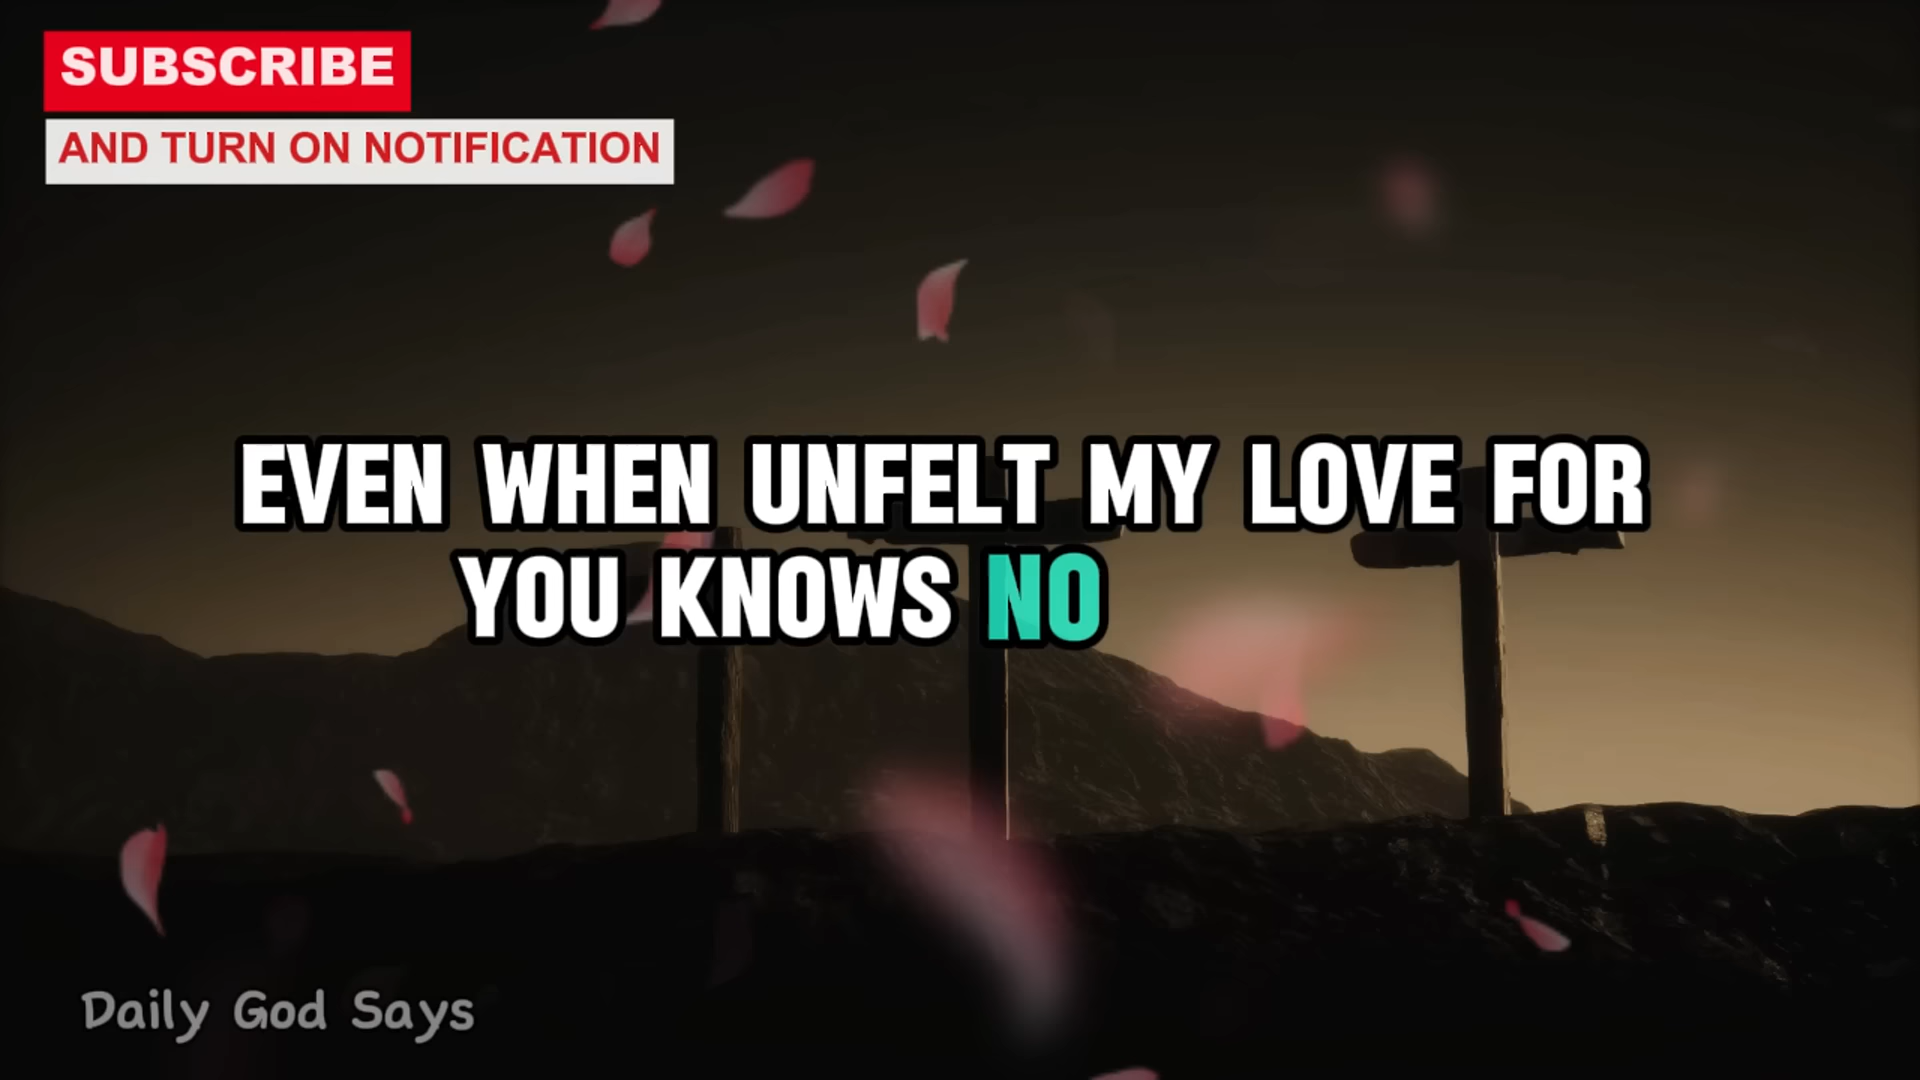 SUBSCRIBE
AND TURN ON NOTIFICATION
EVEN WHEN UNFELT MY LOVE FOR
YOU KNOWS NO
Daily God Says